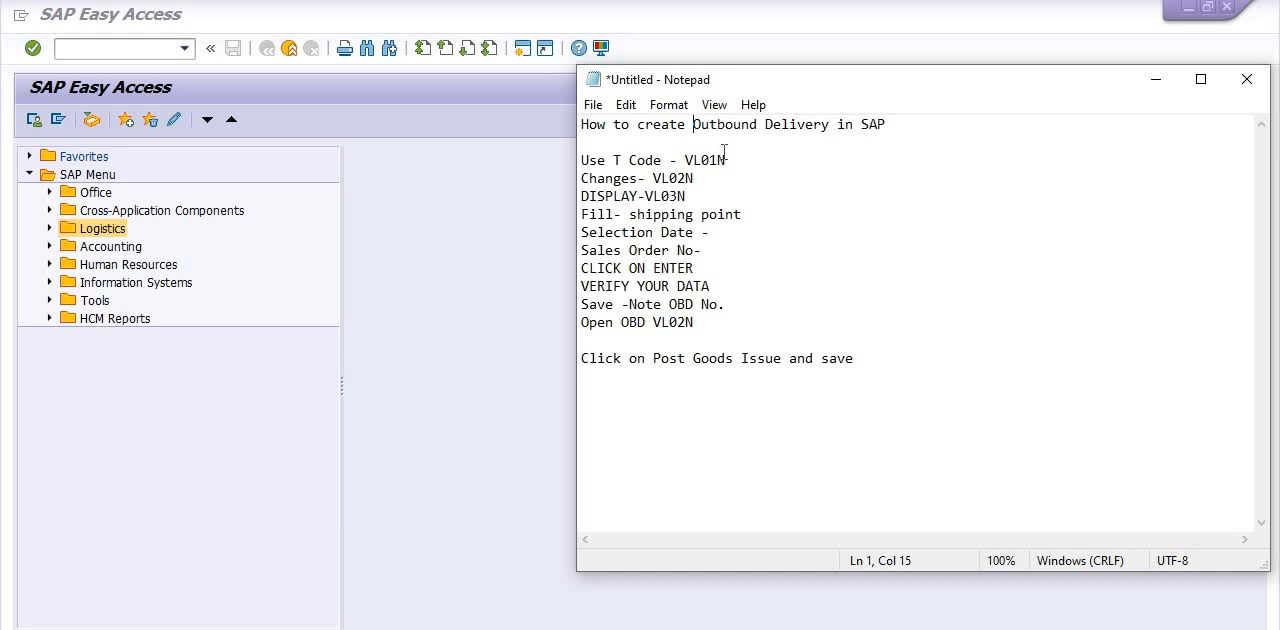 SAP Easy Access
SAP Easy Access
Favorites
SAP Menu
Office
Cross-Application Components
Logistics
Accounting
Human Resources
Information Systems
Tools
HCM Reports
*Untitled - Notepad
File Edit Format View Help
How to create Outbound Delivery in SAP
Use T Code - VL01N
Changes- VL02N
DISPLAY-VL03N
Fill- shipping point
Selection Date -
Sales Order No-
CLICK ON ENTER
VERIFY YOUR DATA
Save -Note OBD No.
Open OBD VL02N
Click on Post Goods Issue and save
Ln 1, Col 15 100% Windows (CRLF) UTF-8